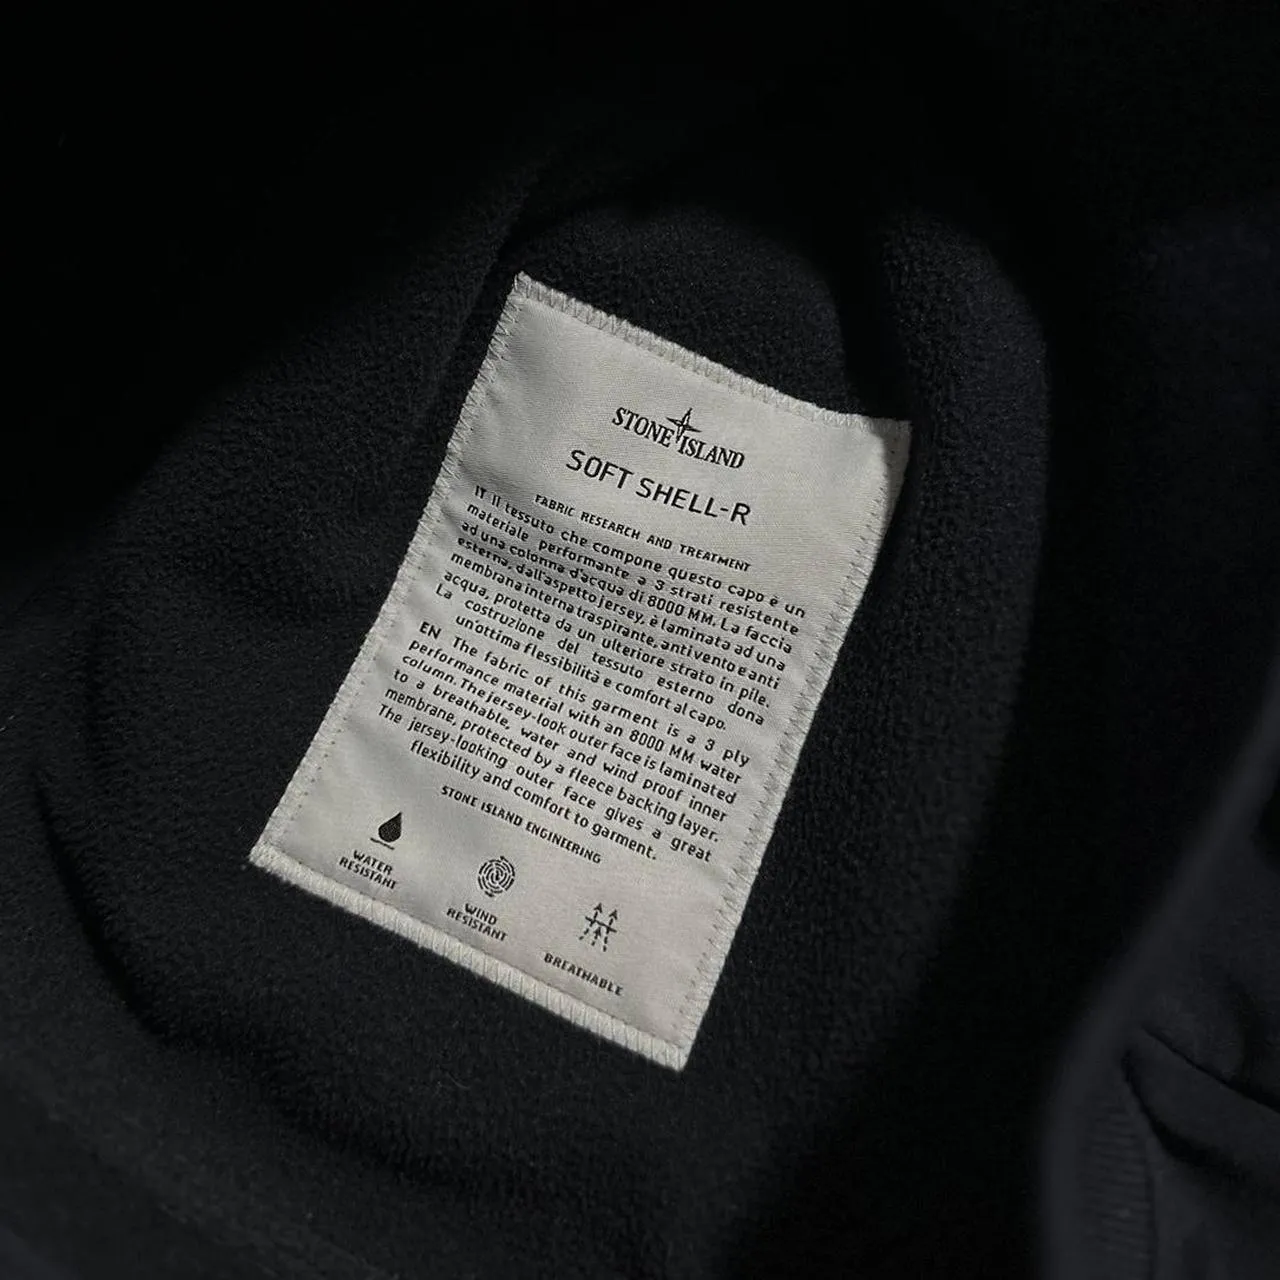 STONE ISLAND
SOFT SHELL-R
FABRIC RESEARCH AND TREATMENT
IT Il tessuto che compone questo capo è un
materiale performante a 3 strati resistente
ad una colonna d'acqua di 8000 MM. La faccia
esterna, dall'aspetto jersey, è laminata ad una
membrana interna traspirante, antivento e anti
acqua, protetta da un ulteriore strato in pile.
La costruzione del tessuto esterno dona
un'ottima flessibilità e comfort al capo.
EN The fabric of this garment is a 3 ply
performance material with an 8000 MM water
column. The jersey-look outer face is laminated
to a breathable, water and wind proof inner
membrane, protected by a fleece backing layer.
The jersey-looking outer face gives a great
flexibility and comfort to garment.
STONE ISLAND ENGINEERING
WATER
RESISTANT
WIND
RESISTANT
BREATHABLE